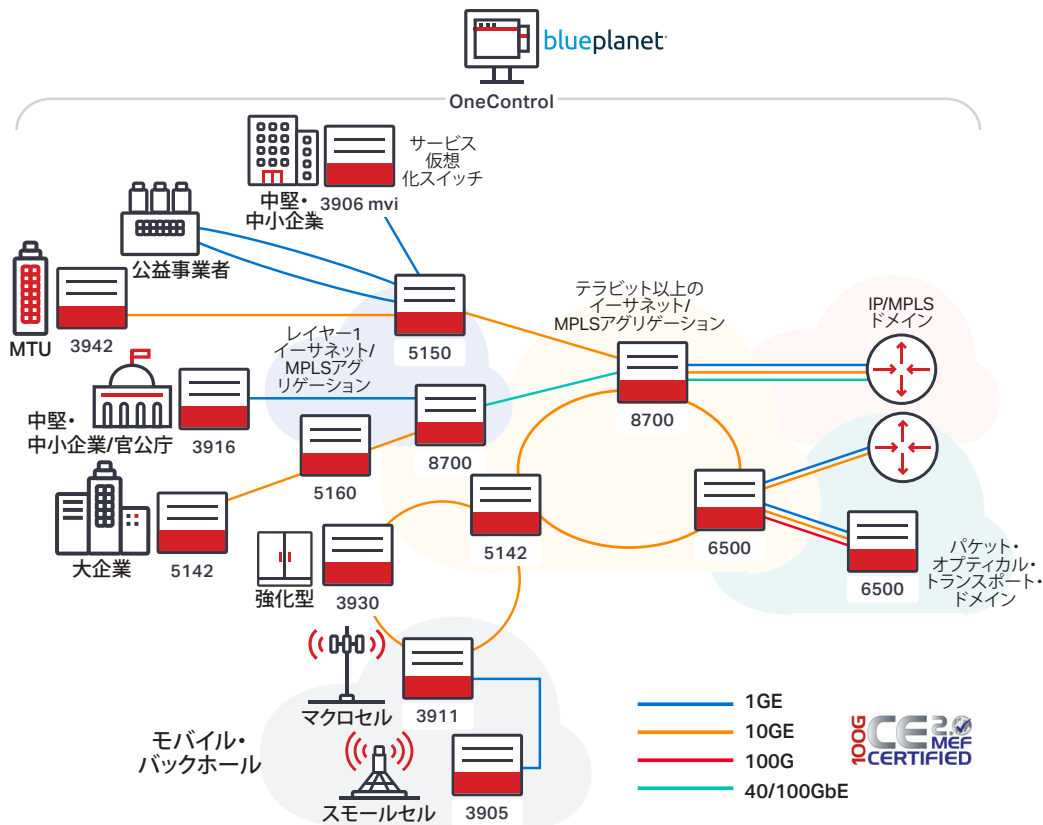 blueplanet
OneControl
サービス
仮想
化スイッチ
中堅・
中小企業
3906 mvi
公益事業者
MTU
3942
レイヤー1
イーサネット/
MPLSアグ
リゲーション
5150
テラビット以上の
イーサネット/
MPLSアグリゲーション
8700
IP/MPLS
ドメイン
中堅・
中小企業/官公庁
3916
8700
5160
大企業
5142
強化型
3930
5142
6500
6500
パケット・
オプティカル・
トランスポート・
ドメイン
マクロセル
3911
モバイル・
バックホール
スモールセル
3905
1GE
10GE
100G
40/100GbE
100G
CE 2.0
MEF
CERTIFIED